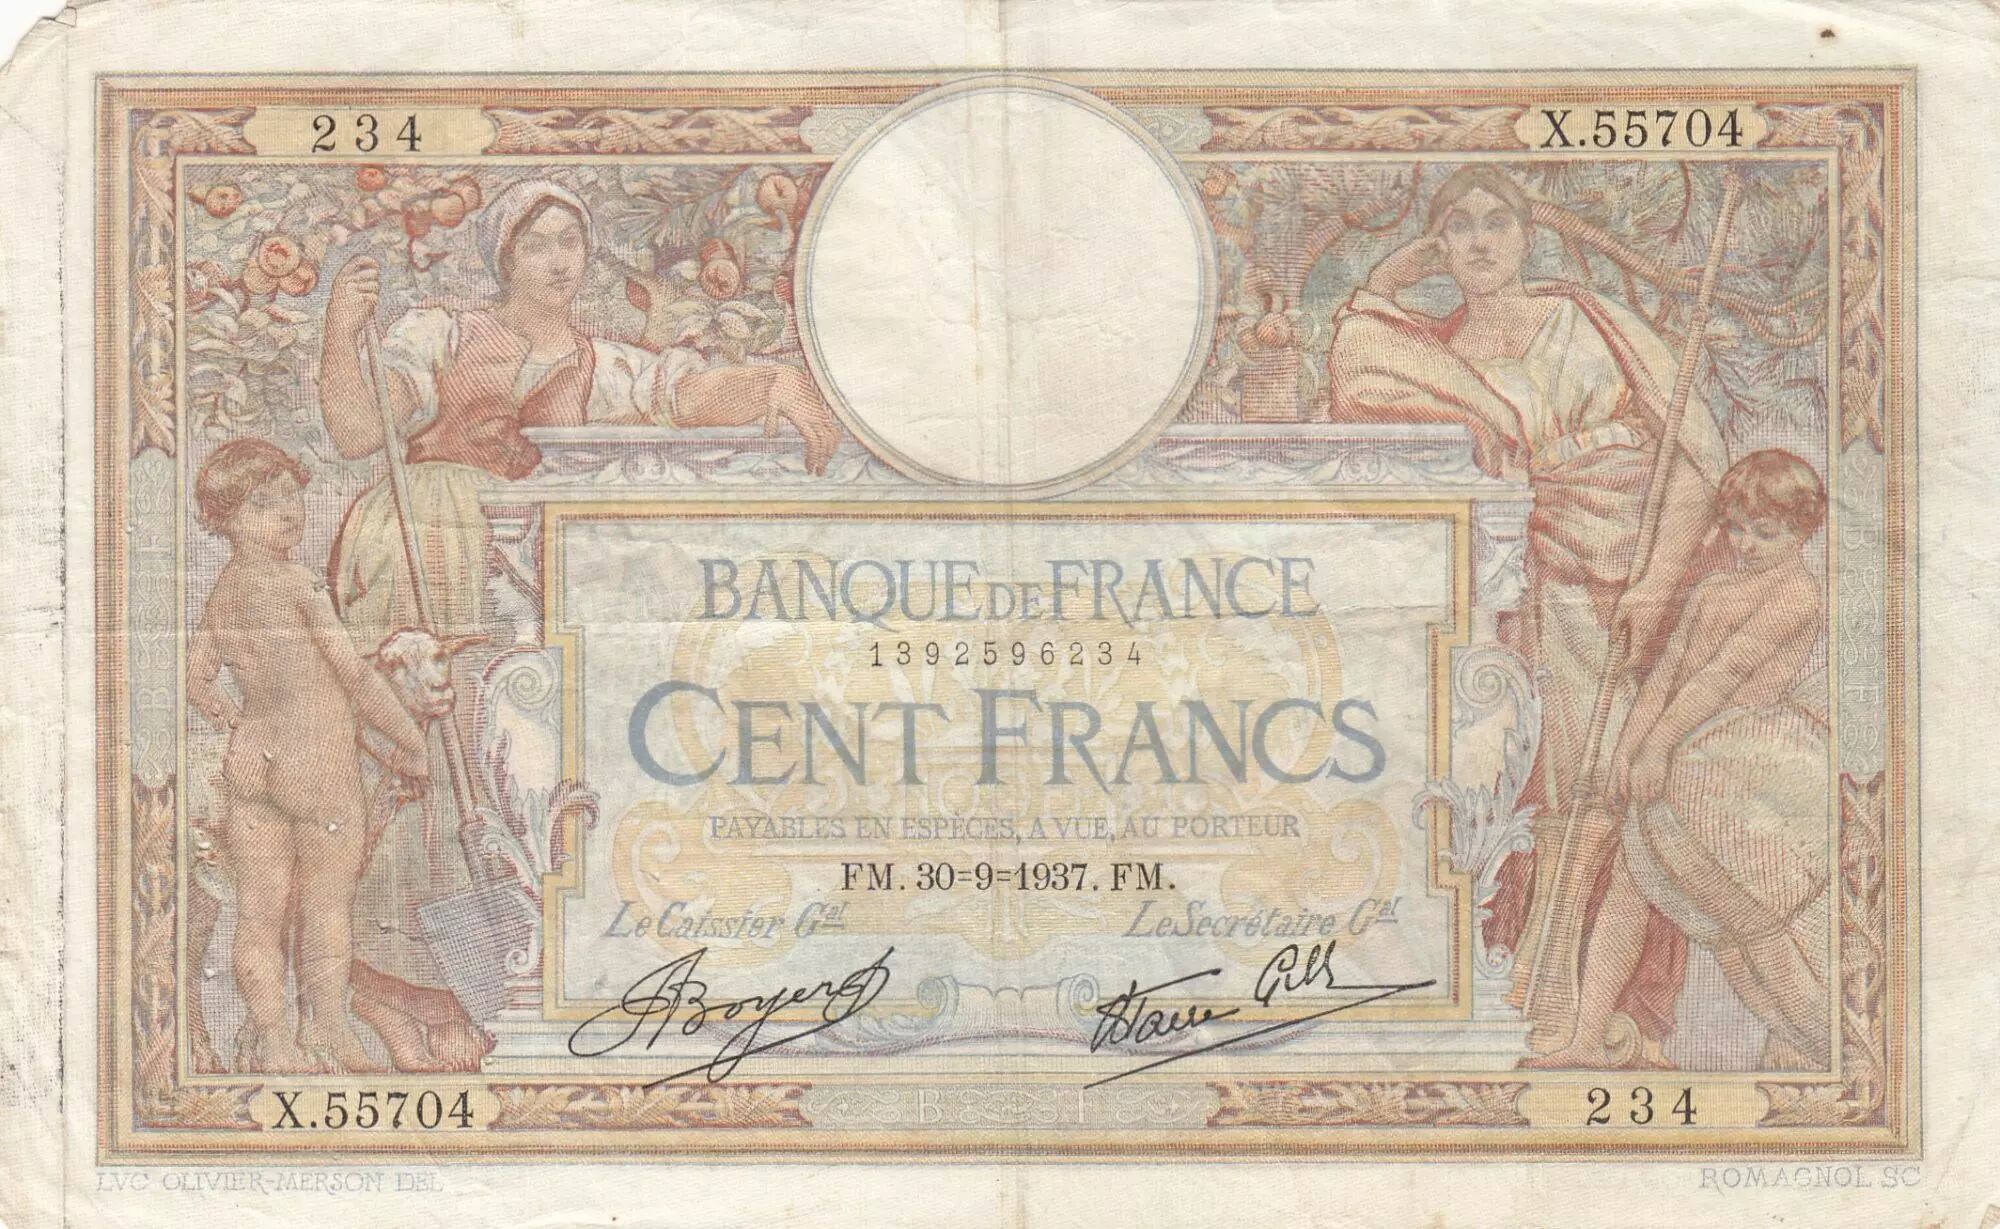 234
X.55704
BANQUE DE FRANCE
1392596234
CENT FRANCS
PAYABLES EN ESPÈCES, A VUE, AU PORTEUR
FM. 30=9=1937. FM.
Le Caissier Gal
Le Secrétaire Gal
Boyer
X.55704
B F
234
B F
B F
LVC OLIVIER-MERSON DEL
ROMAGNOL SC